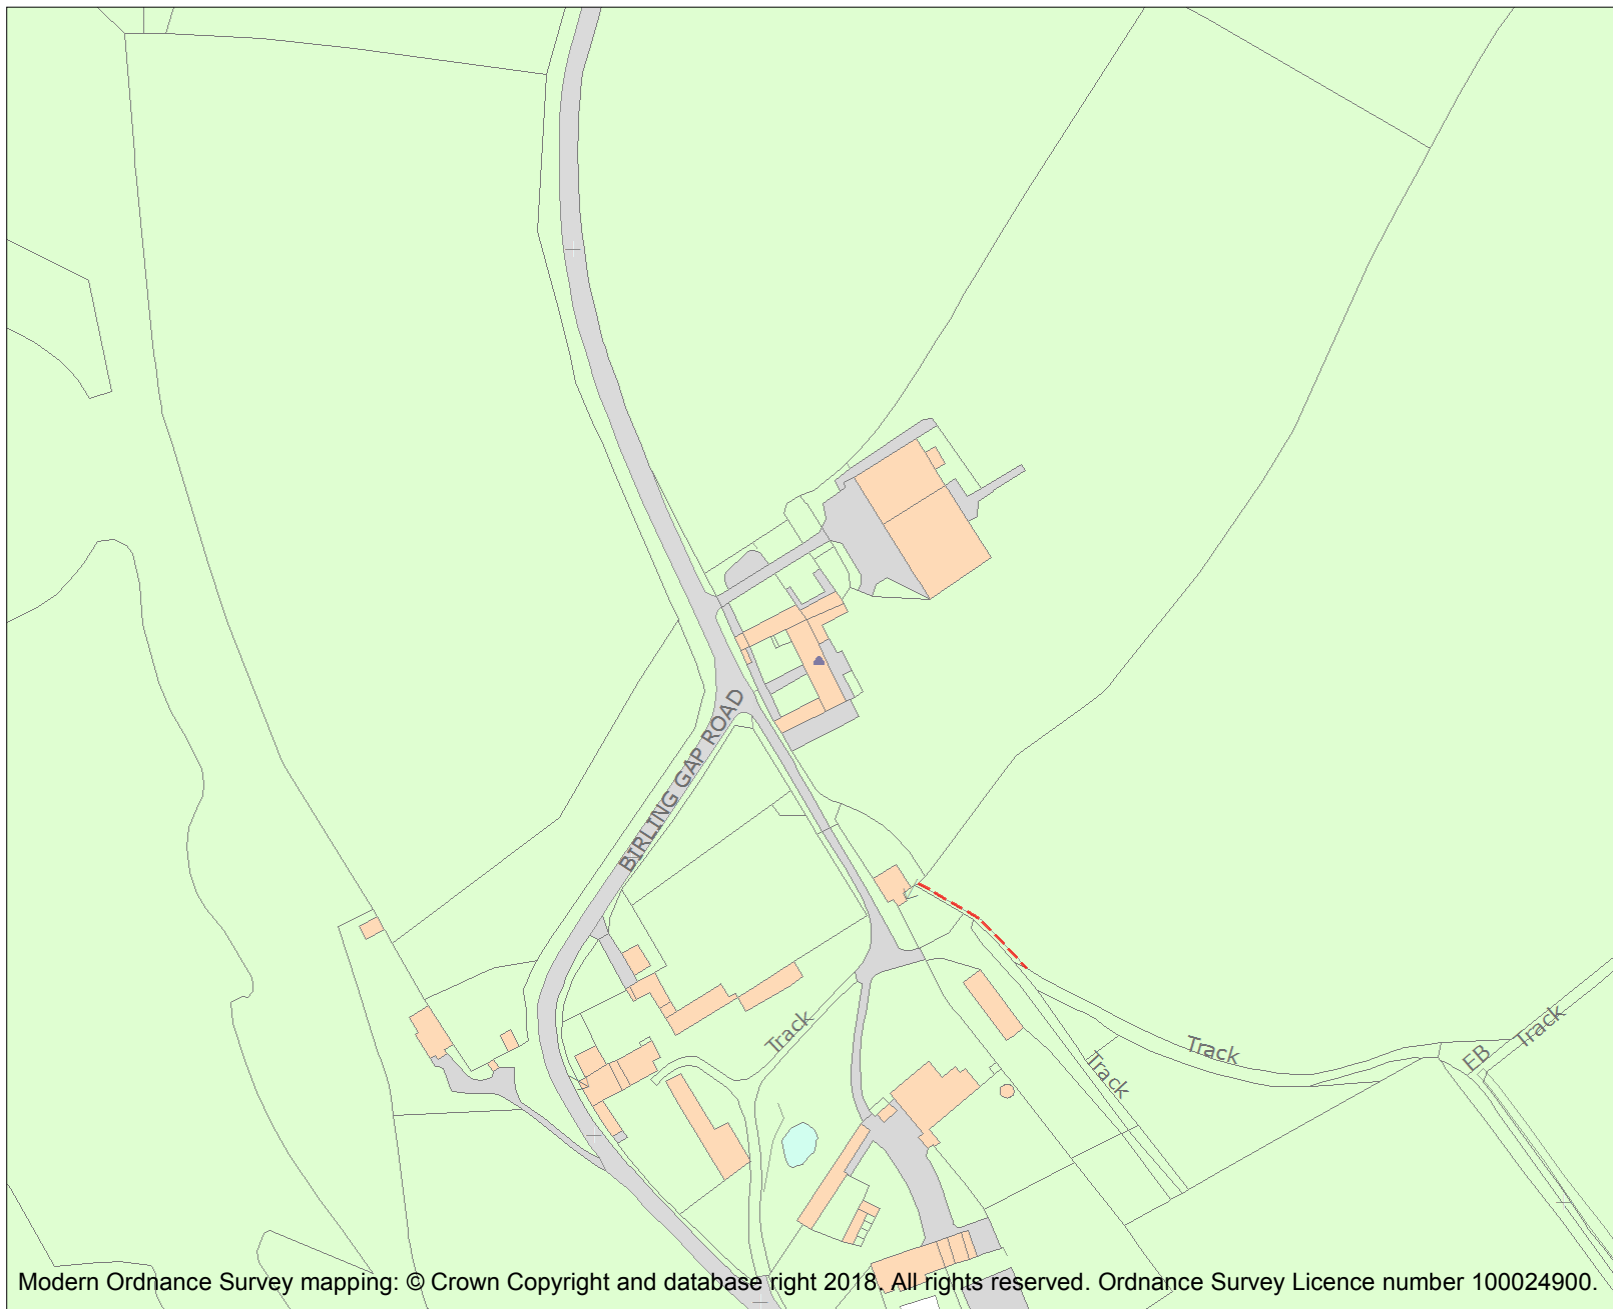 BIRLING GAP ROAD
Track
Track
Track
EB
Track
Modern Ordnance Survey mapping: © Crown Copyright and database right 2018. All rights reserved. Ordnance Survey Licence number 100024900.